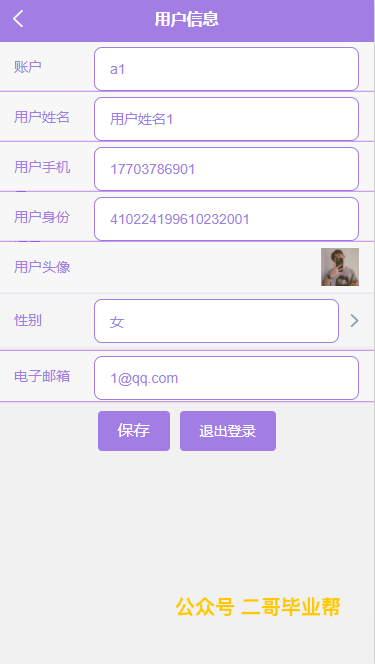 用户信息
账户 a1
用户姓名 用户姓名1
用户手机 17703786901
用户身份 410224199610232001
用户头像
性别 女
电子邮箱 1@qq.com
保存 退出登录
公众号 二哥毕业帮